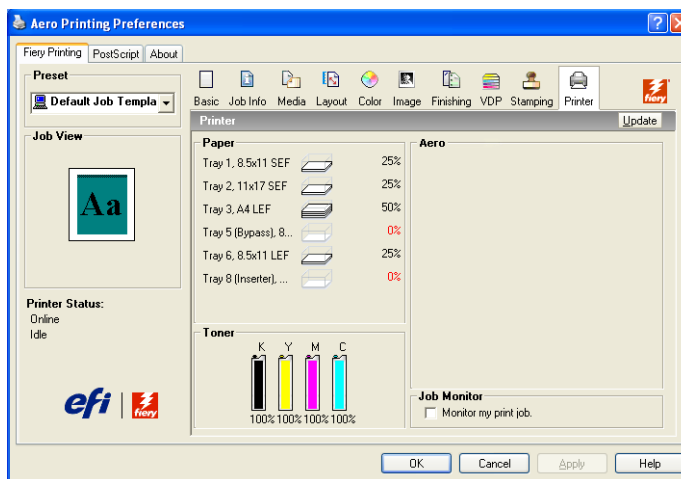 Aero Printing Preferences
Fiery Printing PostScript About
Preset
Default Job Templa
Basic Job Info Media Layout Color Image Finishing VDP Stamping Printer
fiery
Printer Update
Job View
Aa
Paper
Tray 1, 8.5x11 SEF 25%
Tray 2, 11x17 SEF 25%
Tray 3, A4 LEF 50%
Tray 5 (Bypass), 8... 0%
Tray 6, 8.5x11 LEF 25%
Tray 8 (Inserter), ... 0%
Aero
Printer Status:
Online
Idle
efi fiery
Toner
K Y M C
100% 100% 100% 100%
Job Monitor
Monitor my print job.
OK Cancel Apply Help